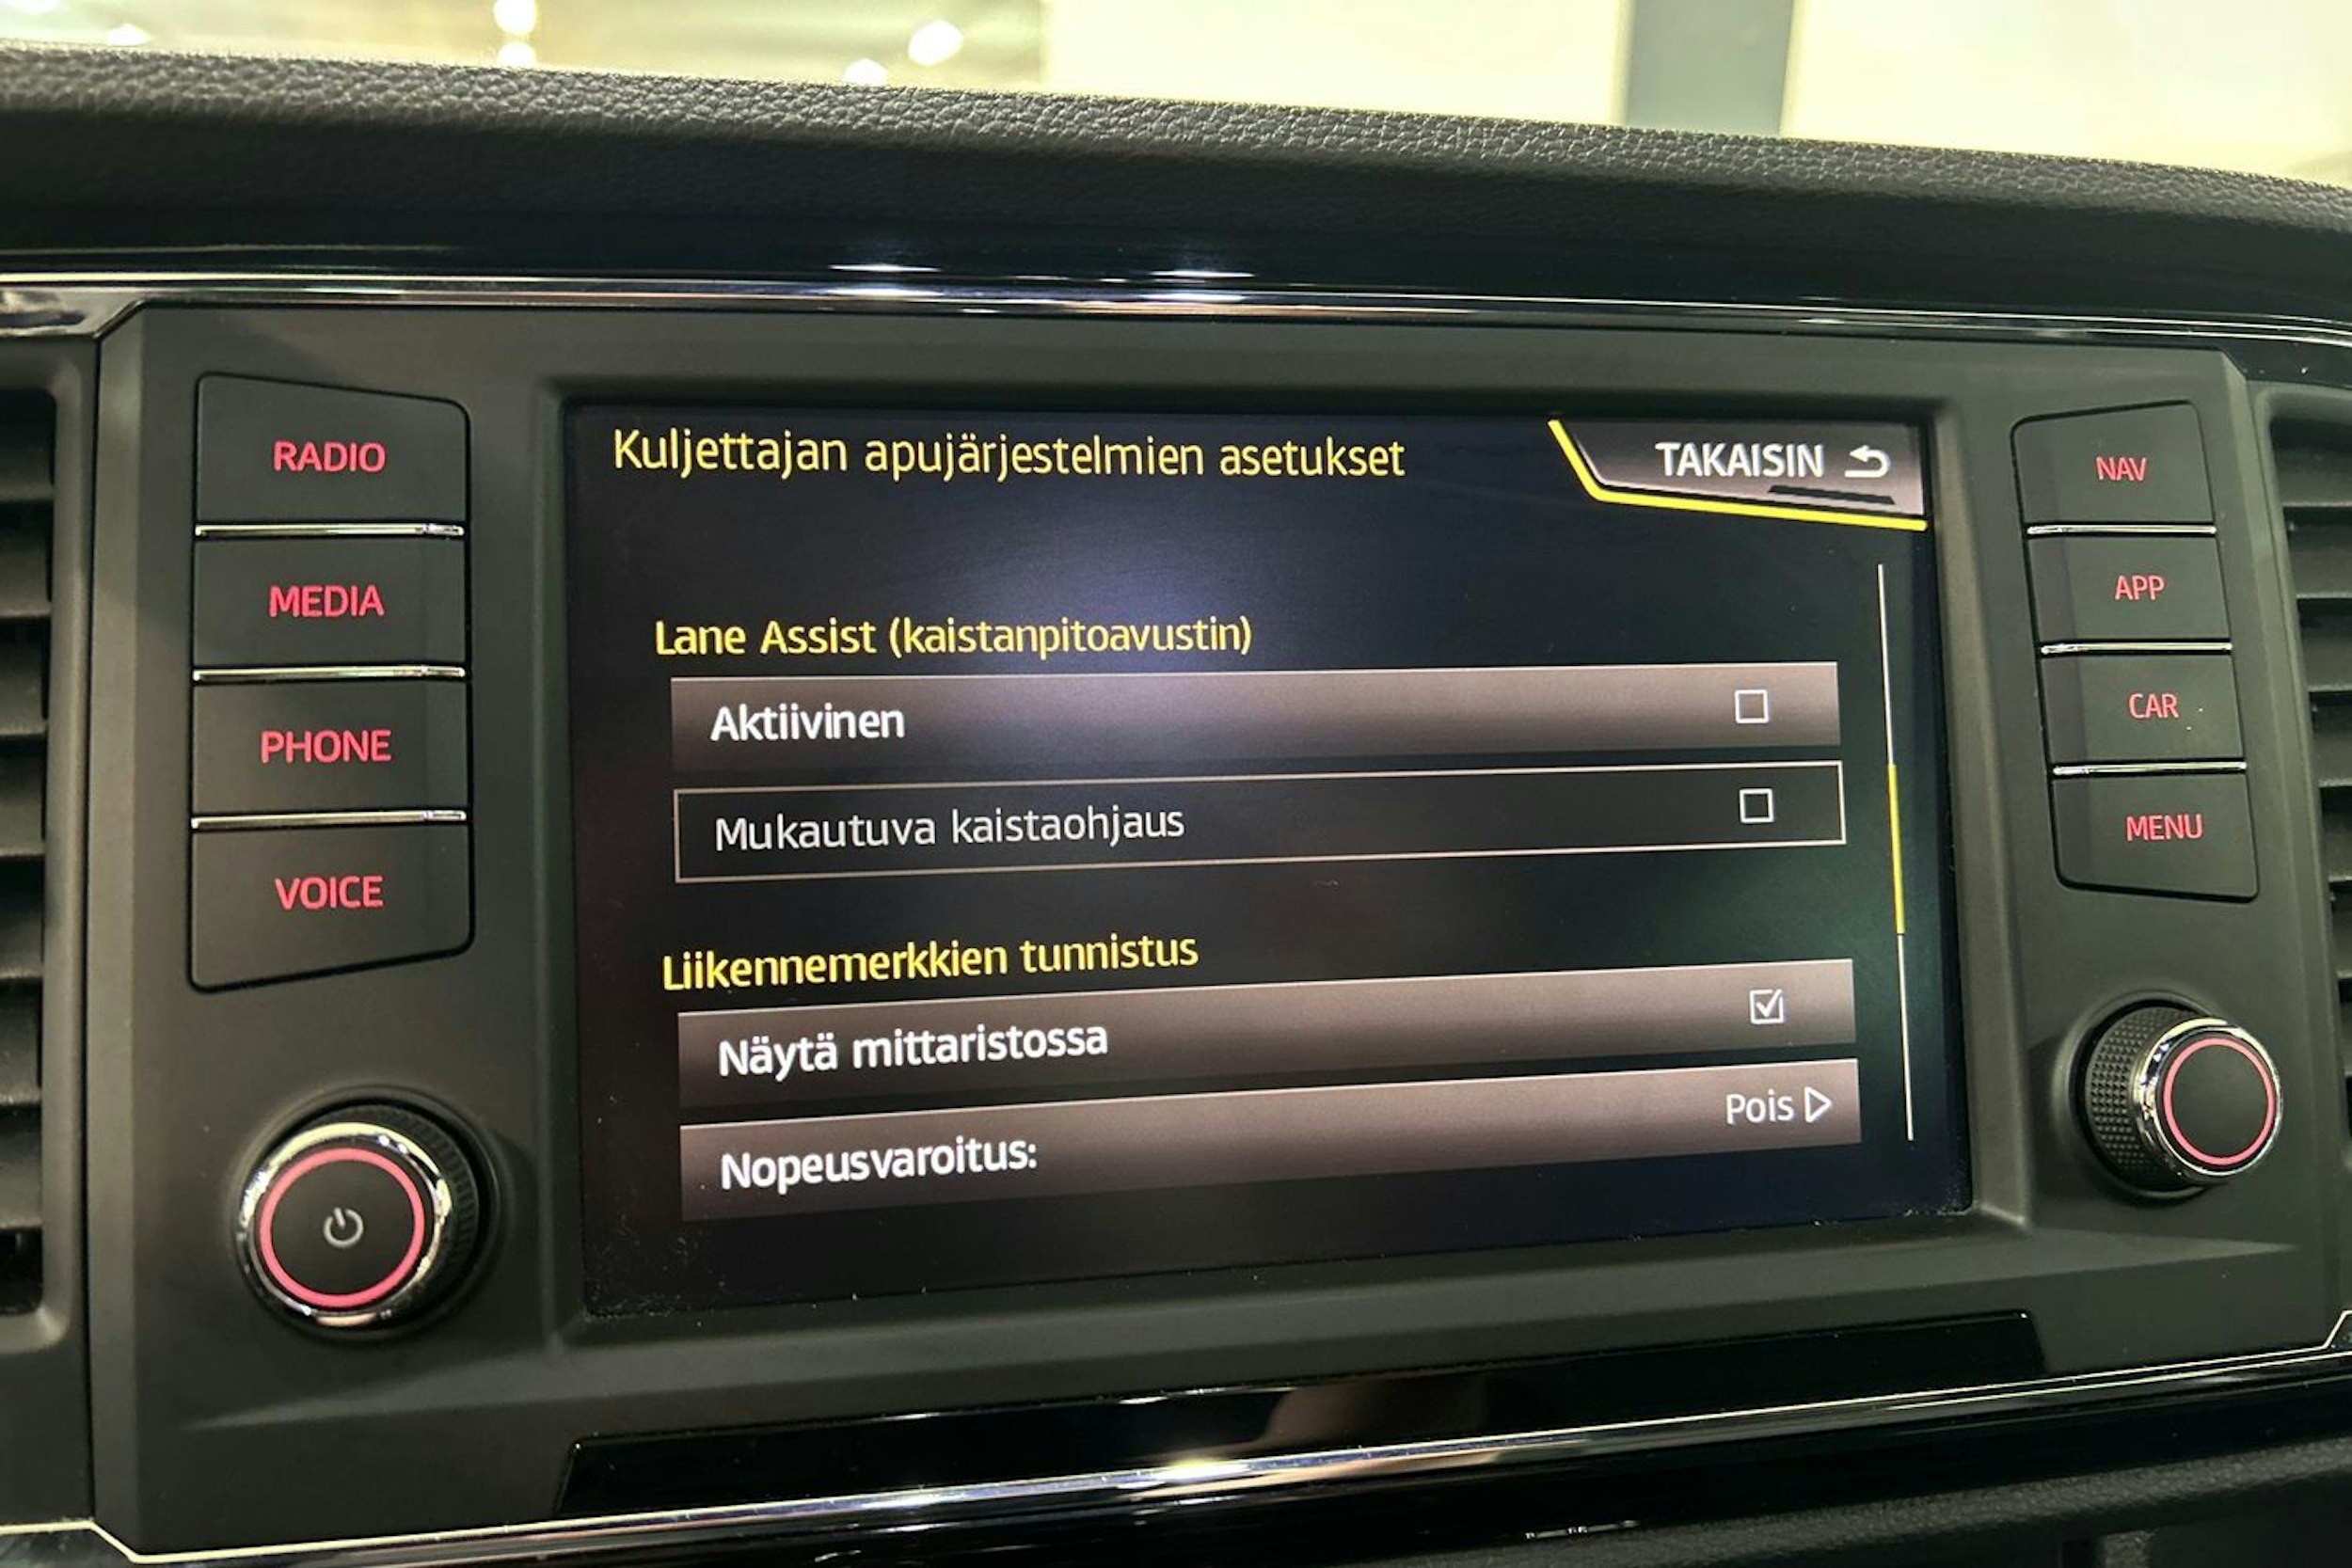 Kuljettajan apujärjestelmien asetukset
TAKAISIN
Lane Assist (kaistanpitoavustin)
Aktiivinen
Mukautuva kaistaohjaus
Liikennemerkkien tunnistus
Näytä mittaristossa
Nopeusvaroitus:
Pois
RADIO
MEDIA
PHONE
VOICE
NAV
APP
CAR
MENU